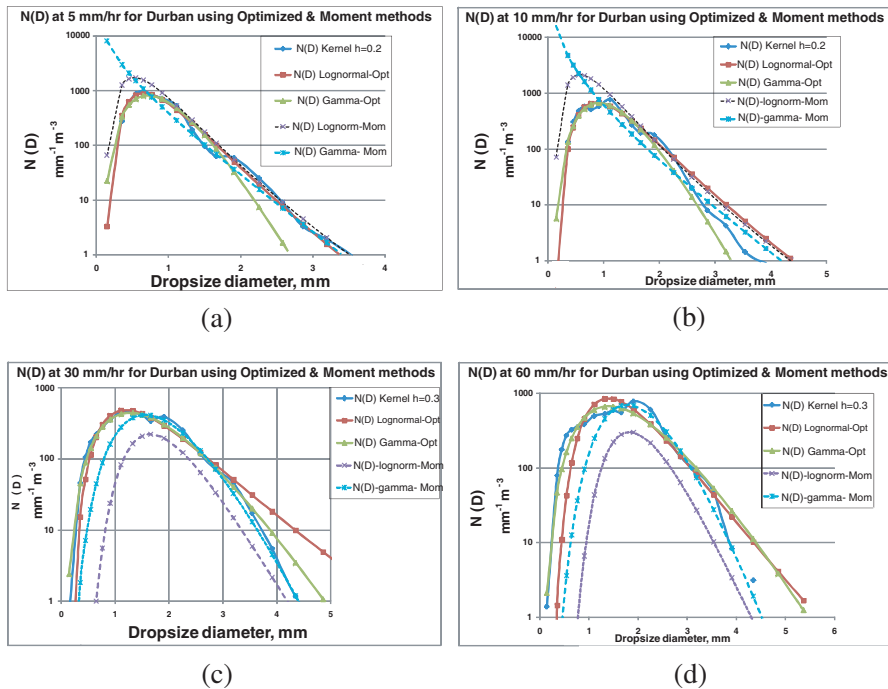 N(D) at 5 mm/hr for Durban using Optimized & Moment methods
10000
1000
100
10
1
N (D)
mm⁻¹ m⁻³
0 1 2 3 4
Dropsize diameter, mm
N(D) Kernel h=0.2
N(D) Lognormal-Opt
N(D) Gamma-Opt
N(D) Lognorm-Mom
N(D) Gamma- Mom
(a)
N(D) at 10 mm/hr for Durban using Optimized & Moment methods
10000
1000
100
10
1
N (D)
mm⁻¹ m⁻³
0 1 2 3 4 5
Dropsize diameter, mm
N(D) Kernel h=0.2
N(D) Lognormal-Opt
N(D) Gamma-Opt
N(D)-lognorm-Mom
N(D)-gamma- Mom
(b)
N(D) at 30 mm/hr for Durban using Optimized & Moment methods
1000
100
10
1
N (D)
mm⁻¹ m⁻³
0 1 2 3 4 5
Dropsize diameter, mm
N(D) Kernel h=0.3
N(D) Lognormal-Opt
N(D) Gamma-Opt
N(D)-lognorm-Mom
N(D)-gamma- Mom
(c)
N(D) at 60 mm/hr for Durban using Optimized & Moment methods
1000
100
10
1
N (D)
mm⁻¹ m⁻³
0 1 2 3 4 5 6
Dropsize diameter, mm
N(D) Kernel h=0.3
N(D) Lognormal-Opt
N(D) Gamma-Opt
N(D)-lognorm-Mom
N(D)-gamma- Mom
(d)